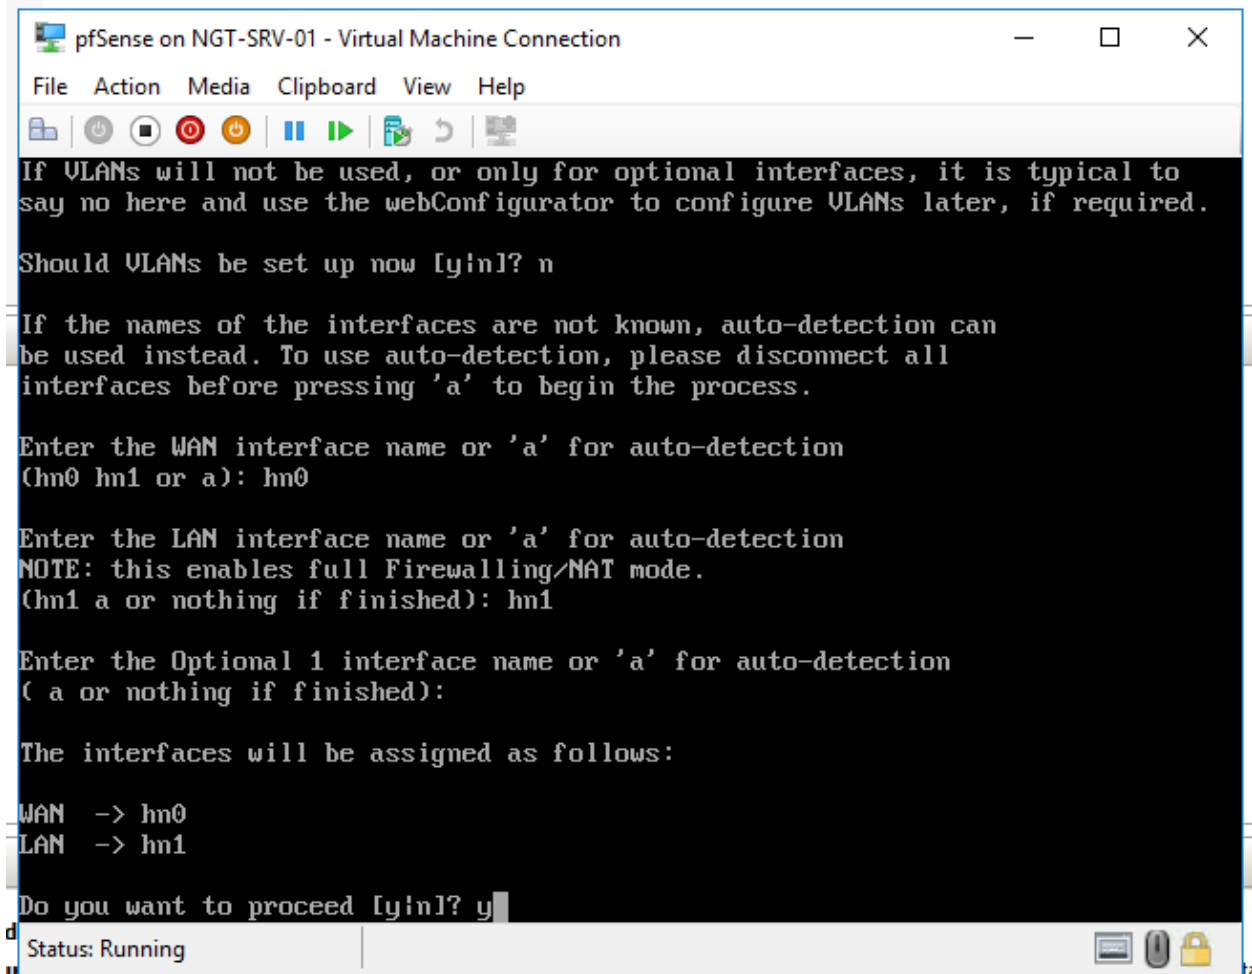 pfSense on NGT-SRV-01 - Virtual Machine Connection
File Action Media Clipboard View Help
If VLANs will not be used, or only for optional interfaces, it is typical to
say no here and use the webConfigurator to configure VLANs later, if required.
Should VLANs be set up now [y|n]? n
If the names of the interfaces are not known, auto-detection can
be used instead. To use auto-detection, please disconnect all
interfaces before pressing 'a' to begin the process.
Enter the WAN interface name or 'a' for auto-detection
(hn0 hn1 or a): hn0
Enter the LAN interface name or 'a' for auto-detection
NOTE: this enables full Firewalling/NAT mode.
(hn1 a or nothing if finished): hn1
Enter the Optional 1 interface name or 'a' for auto-detection
( a or nothing if finished):
The interfaces will be assigned as follows:
WAN  -> hn0
LAN  -> hn1
Do you want to proceed [y|n]? y
Status: Running